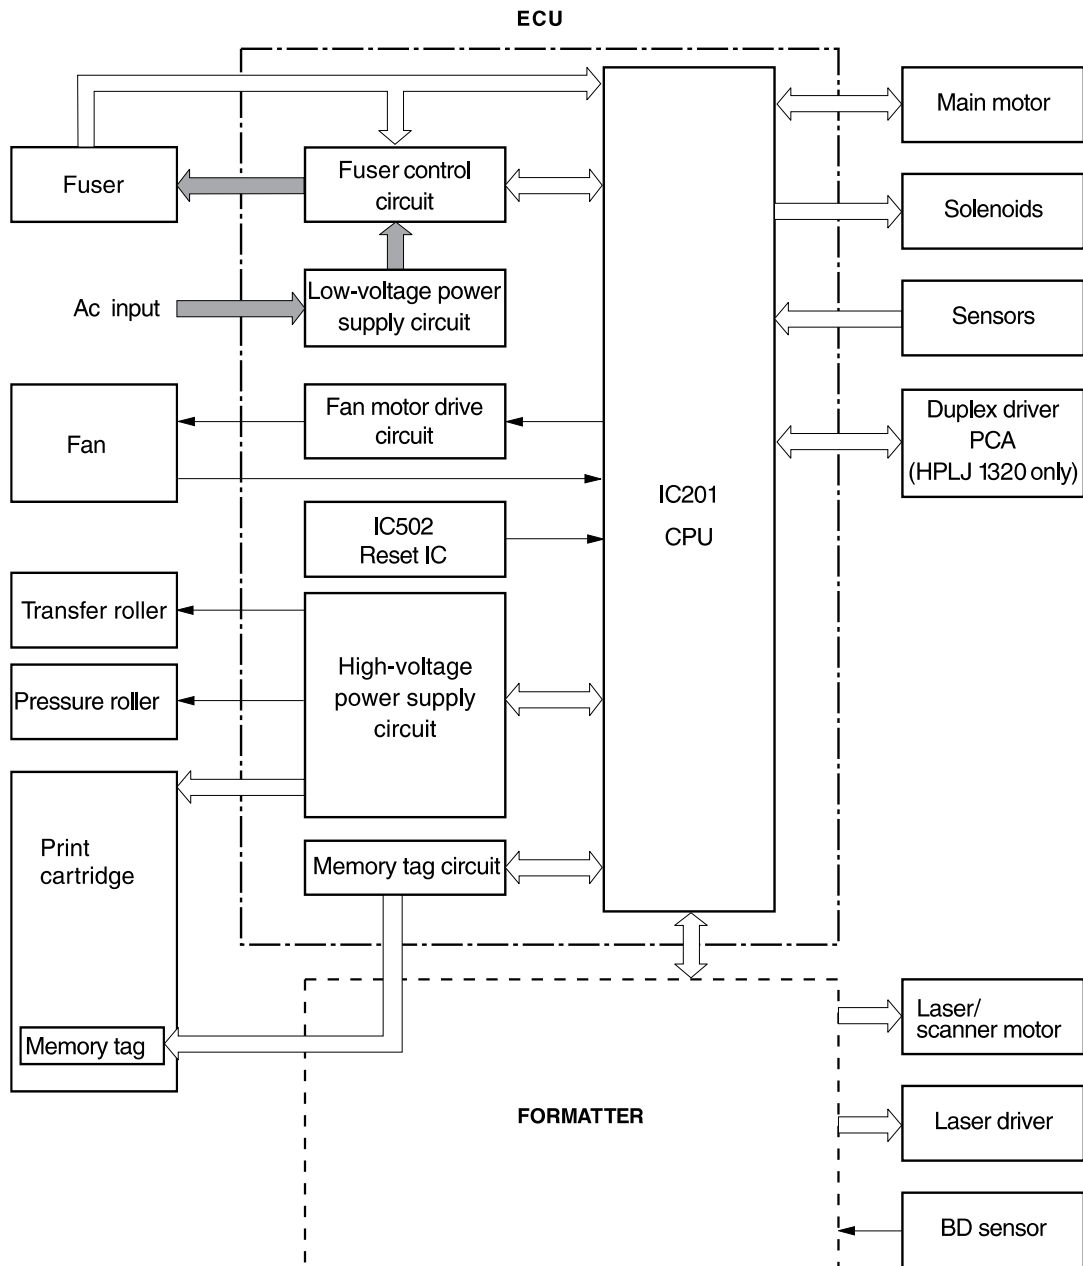 ECU
Main motor
Fuser
Fuser control
circuit
Solenoids
Ac input
Low-voltage power
supply circuit
Sensors
Fan
Fan motor drive
circuit
Duplex driver
PCA
(HPLJ 1320 only)
IC201
CPU
IC502
Reset IC
Transfer roller
Pressure roller
High-voltage
power supply
circuit
Print
cartridge
Memory tag circuit
Memory tag
Laser/
scanner motor
FORMATTER
Laser driver
BD sensor